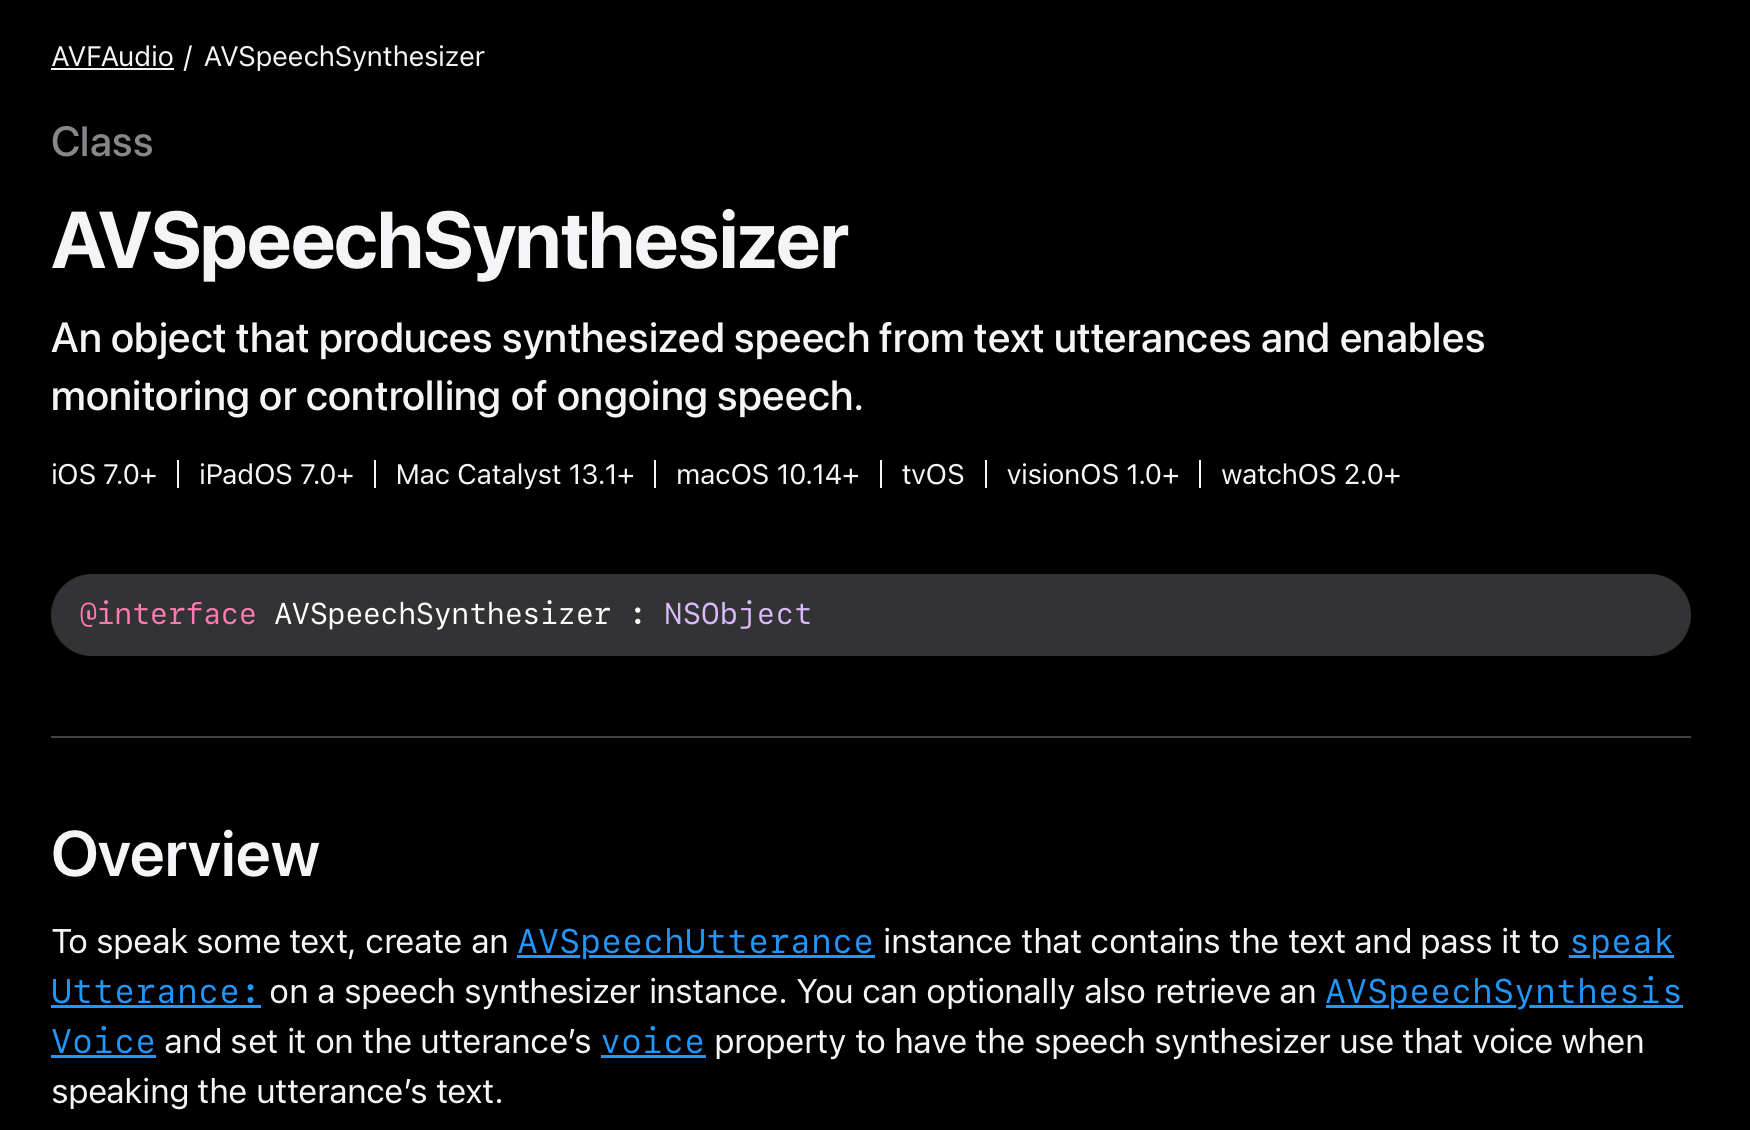 AVFAudio / AVSpeechSynthesizer
Class
AVSpeechSynthesizer
An object that produces synthesized speech from text utterances and enables
monitoring or controlling of ongoing speech.
iOS 7.0+ | iPadOS 7.0+ | Mac Catalyst 13.1+ | macOS 10.14+ | tvOS | visionOS 1.0+ | watchOS 2.0+
@interface AVSpeechSynthesizer : NSObject
Overview
To speak some text, create an AVSpeechUtterance instance that contains the text and pass it to speak
Utterance: on a speech synthesizer instance. You can optionally also retrieve an AVSpeechSynthesis
Voice and set it on the utterance’s voice property to have the speech synthesizer use that voice when
speaking the utterance’s text.